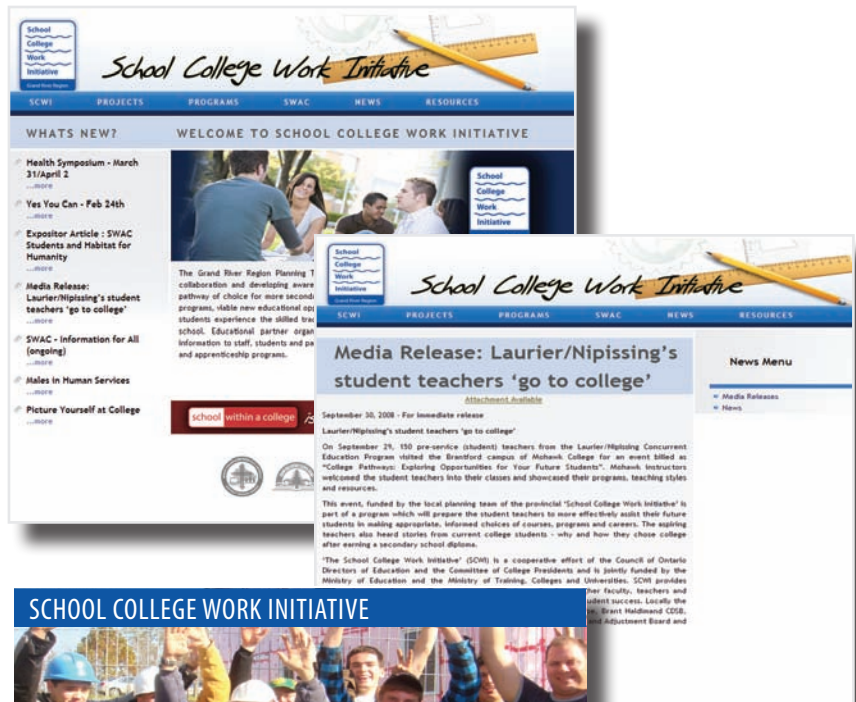 School
College
Work
Initiative
Grand River Region
School College Work Initiative
SCWI PROJECTS PROGRAMS SWAC NEWS RESOURCES
WHATS NEW?
WELCOME TO SCHOOL COLLEGE WORK INITIATIVE
Health Symposium - March
31/April 2
...more
Yes You Can - Feb 24th
...more
Expositor Article : SWAC
Students and Habitat for
Humanity
...more
Media Release:
Laurier/Nipissing's student
teachers 'go to college'
...more
SWAC - Information for All
(ongoing)
...more
Males in Human Services
...more
Picture Yourself at College
...more
School
College
Work
Initiative
The Grand River Region Planning T
collaboration and developing aware
pathway of choice for more second
programs, viable new educational opp
students experience the skilled trad
school. Educational partner organ
information to staff, students and pa
and apprenticeship programs.
school within a college is
School
College
Work
Initiative
Grand River Region
School College Work Initiative
SCWI PROJECTS PROGRAMS SWAC NEWS RESOURCES
Media Release: Laurier/Nipissing's
student teachers 'go to college'
Attachment Available
September 30, 2008 - For immediate release
Laurier/Nipissing's student teachers 'go to college'
On September 29, 150 pre-service (student) teachers from the Laurier/Nipissing Concurrent
Education Program visited the Brantford campus of Mohawk College for an event billed as
"College Pathways: Exploring Opportunities for Your Future Students". Mohawk instructors
welcomed the student teachers into their classes and showcased their programs, teaching styles
and resources.
This event, funded by the local planning team of the provincial 'School College Work Initiative' is
part of a program which will prepare the student teachers to more effectively assist their future
students in making appropriate, informed choices of courses, programs and careers. The aspiring
teachers also heard stories from current college students - why and how they chose college
after earning a secondary school diploma.
'The School College Work Initiative' (SCWI) is a cooperative effort of the Council of Ontario
Directors of Education and the Committee of College Presidents and is jointly funded by the
Ministry of Education and the Ministry of Training, Colleges and Universities. SCWI provides
her faculty, teachers and
udent success. Locally the
e, Brant Haldimand CDSB,
and Adjustment Board and
News Menu
Media Releases
News
SCHOOL COLLEGE WORK INITIATIVE